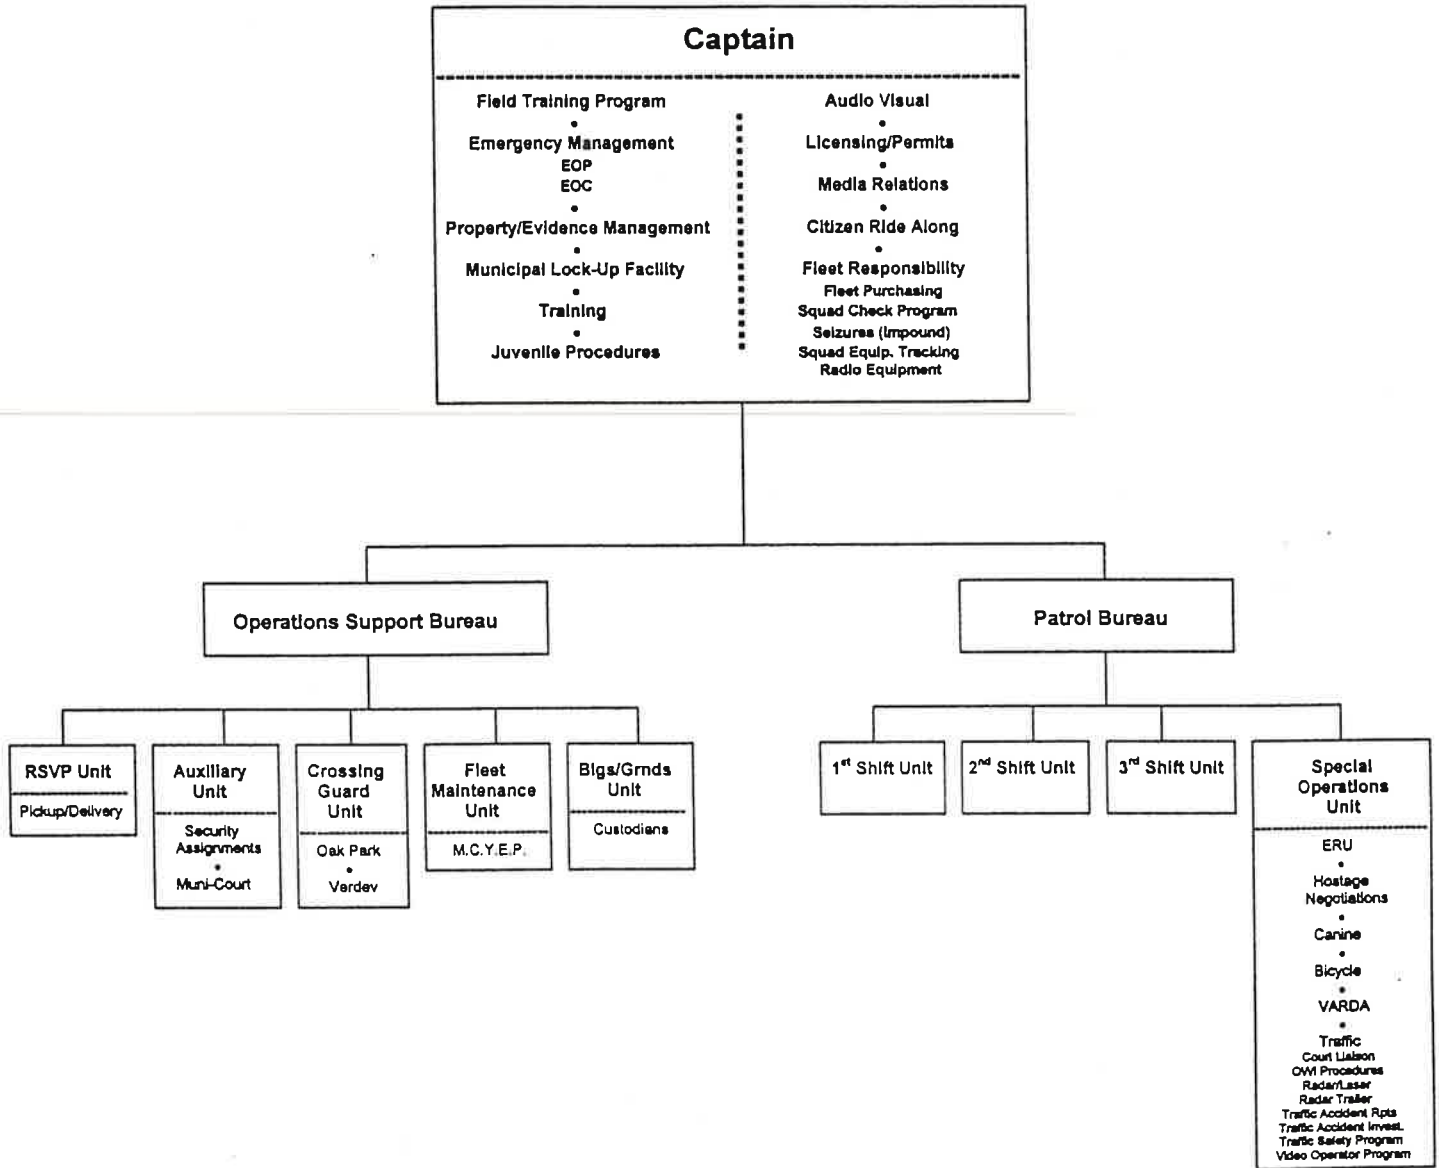 Captain
Field Training Program
•
Emergency Management
EOP
EOC
•
Property/Evidence Management
•
Municipal Lock-Up Facility
•
Training
•
Juvenile Procedures
Audio Visual
•
Licensing/Permits
•
Media Relations
•
Citizen Ride Along
•
Fleet Responsibility
Fleet Purchasing
Squad Check Program
Seizures (Impound)
Squad Equip. Tracking
Radio Equipment
Operations Support Bureau
Patrol Bureau
RSVP Unit
Pickup/Delivery
Auxiliary
Unit
Security
Assignments
•
Muni-Court
Crossing
Guard
Unit
Oak Park
•
Verdev
Fleet
Maintenance
Unit
M.C.Y.E.P.
Blgs/Grnds
Unit
Custodians
1st Shift Unit
2nd Shift Unit
3rd Shift Unit
Special
Operations
Unit
ERU
•
Hostage
Negotiations
•
Canine
•
Bicycle
•
VARDA
•
Traffic
Court Liaison
OWI Procedures
Radar/Laser
Radar Trailer
Traffic Accident Rpts
Traffic Accident Invest.
Traffic Safety Program
Video Operator Program